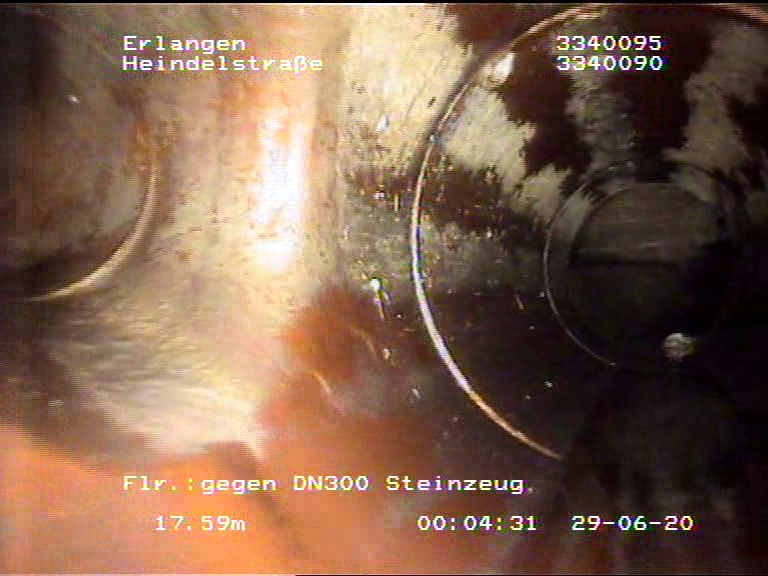 Erlangen 3340095
Heindelstraße 3340090
Flr.:gegen DN300 Steinzeug.
17.59m 00:04:31 29-06-20